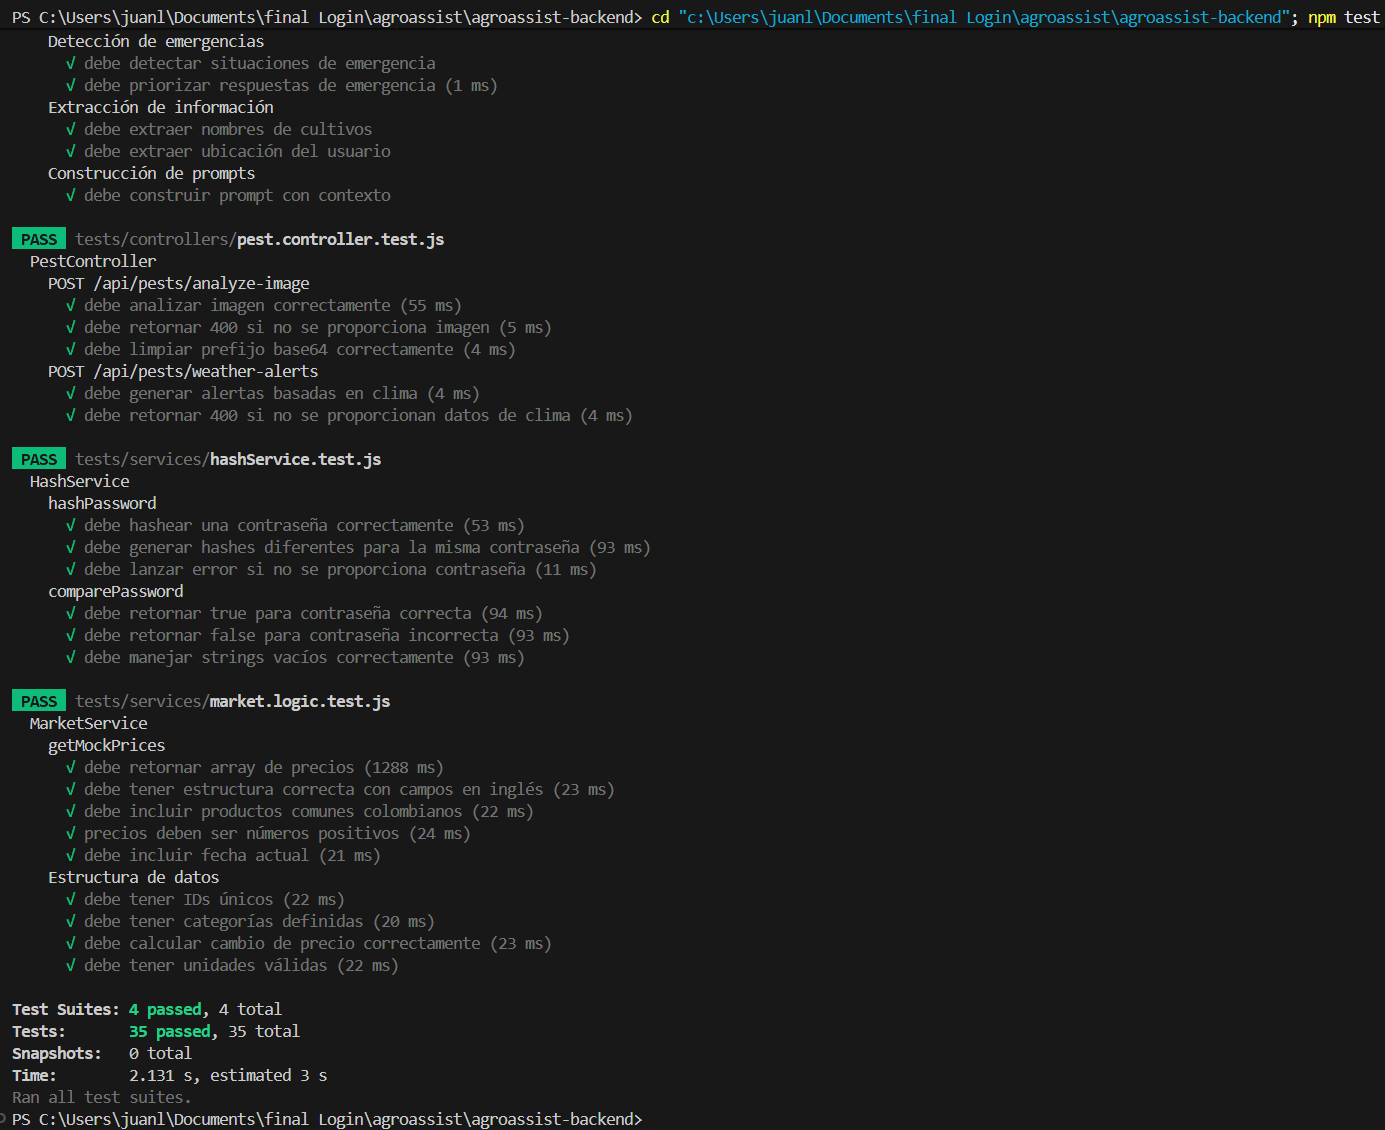 PS C:\Users\juanl\Documents\final Login\agroassist\agroassist-backend> cd "c:\Users\juanl\Documents\final Login\agroassist\agroassist-backend"; npm test
Detección de emergencias
√ debe detectar situaciones de emergencia
√ debe priorizar respuestas de emergencia (1 ms)
Extracción de información
√ debe extraer nombres de cultivos
√ debe extraer ubicación del usuario
Construcción de prompts
√ debe construir prompt con contexto
PASS tests/controllers/pest.controller.test.js
PestController
POST /api/pests/analyze-image
√ debe analizar imagen correctamente (55 ms)
√ debe retornar 400 si no se proporciona imagen (5 ms)
√ debe limpiar prefijo base64 correctamente (4 ms)
POST /api/pests/weather-alerts
√ debe generar alertas basadas en clima (4 ms)
√ debe retornar 400 si no se proporcionan datos de clima (4 ms)
PASS tests/services/hashService.test.js
HashService
hashPassword
√ debe hashear una contraseña correctamente (53 ms)
√ debe generar hashes diferentes para la misma contraseña (93 ms)
√ debe lanzar error si no se proporciona contraseña (11 ms)
comparePassword
√ debe retornar true para contraseña correcta (94 ms)
√ debe retornar false para contraseña incorrecta (93 ms)
√ debe manejar strings vacíos correctamente (93 ms)
PASS tests/services/market.logic.test.js
MarketService
getMockPrices
√ debe retornar array de precios (1288 ms)
√ debe tener estructura correcta con campos en inglés (23 ms)
√ debe incluir productos comunes colombianos (22 ms)
√ precios deben ser números positivos (24 ms)
√ debe incluir fecha actual (21 ms)
Estructura de datos
√ debe tener IDs únicos (22 ms)
√ debe tener categorías definidas (20 ms)
√ debe calcular cambio de precio correctamente (23 ms)
√ debe tener unidades válidas (22 ms)
Test Suites: 4 passed, 4 total
Tests: 35 passed, 35 total
Snapshots: 0 total
Time: 2.131 s, estimated 3 s
Ran all test suites.
PS C:\Users\juanl\Documents\final Login\agroassist\agroassist-backend>